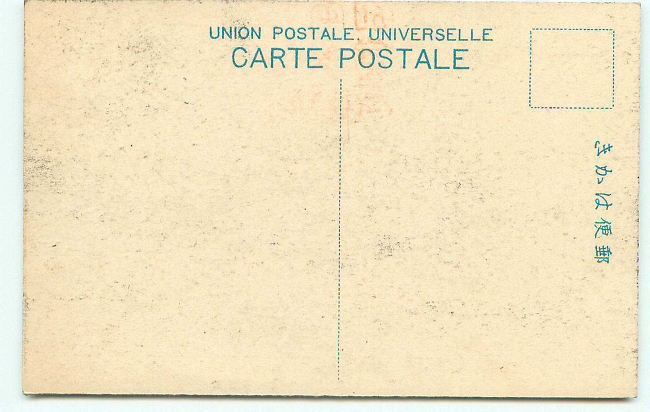 UNION POSTALE. UNIVERSELLE
CARTE POSTALE
郵便はかき